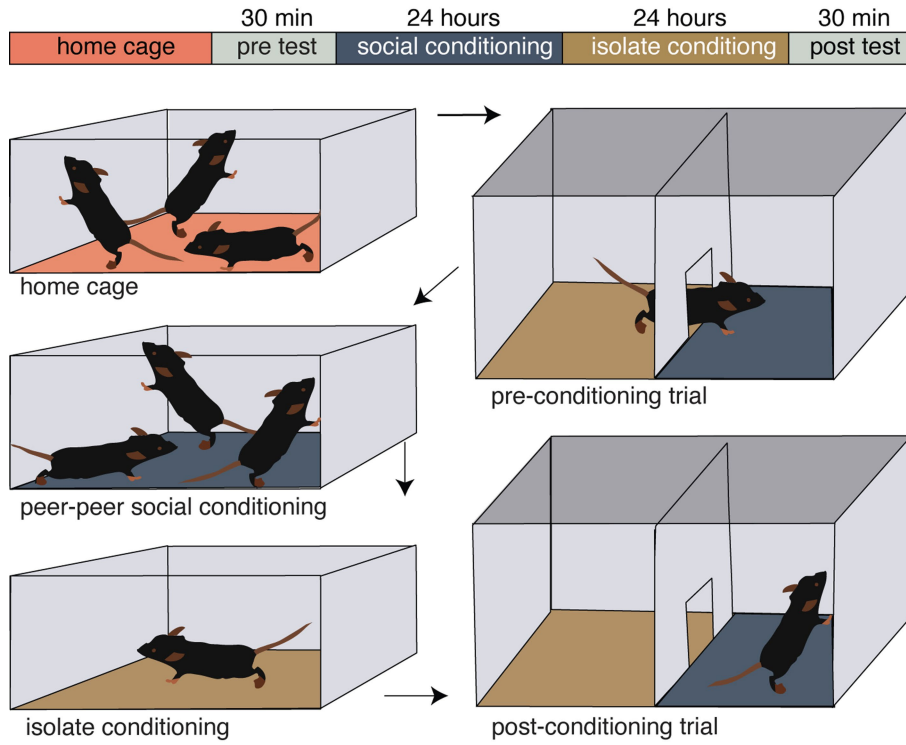 30 min 24 hours 24 hours 30 min
home cage pre test social conditioning isolate conditiong post test
home cage
pre-conditioning trial
peer-peer social conditioning
isolate conditioning
post-conditioning trial